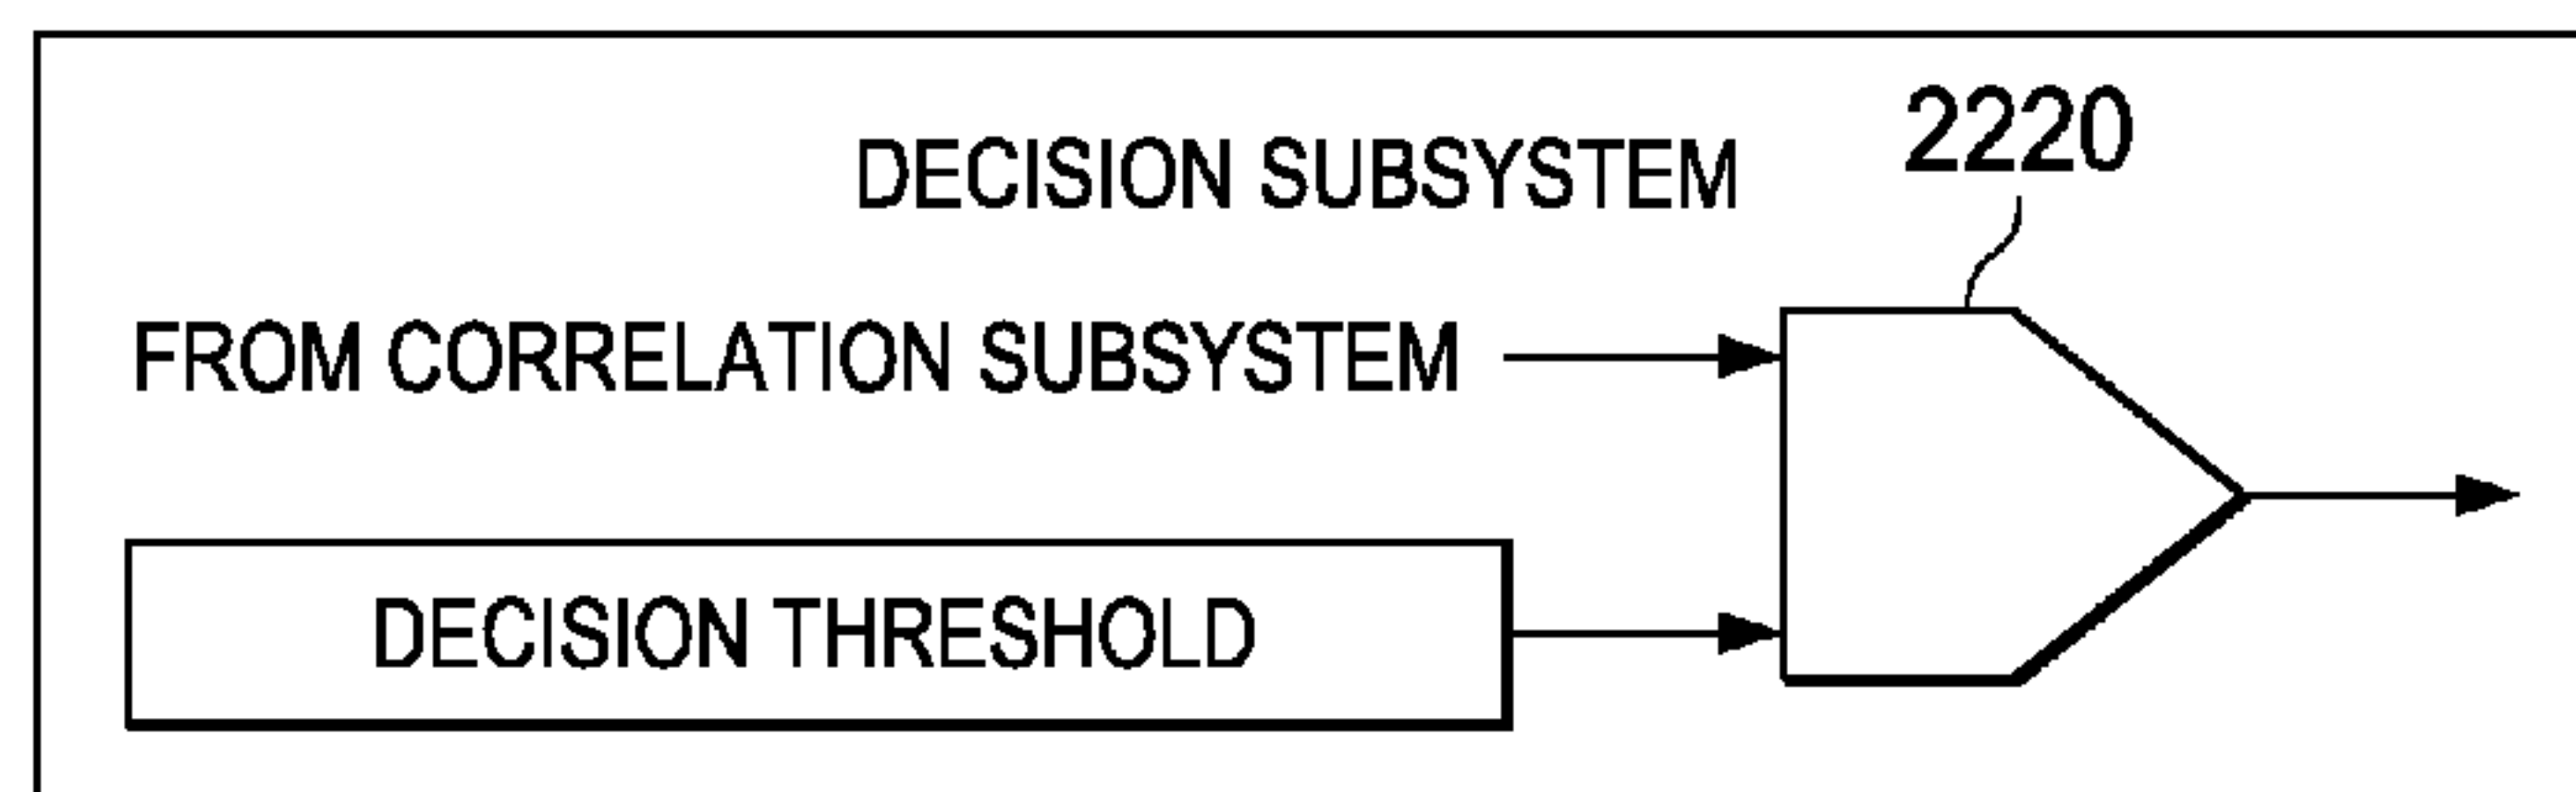 DECISION SUBSYSTEM
2220
FROM CORRELATION SUBSYSTEM
DECISION THRESHOLD